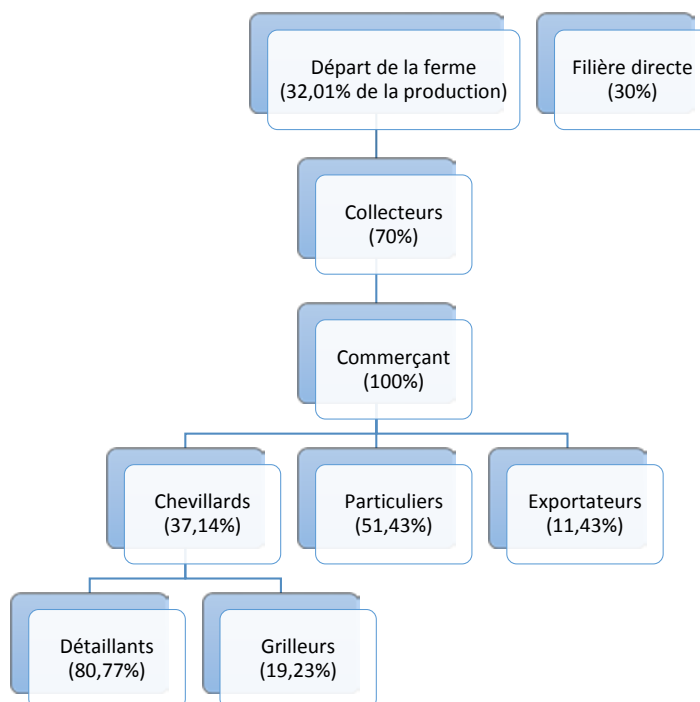 Départ de la ferme
(32,01% de la production)
Filière directe
(30%)
Collecteurs
(70%)
Commerçant
(100%)
Chevillards
(37,14%)
Particuliers
(51,43%)
Exportateurs
(11,43%)
Détaillants
(80,77%)
Grilleurs
(19,23%)